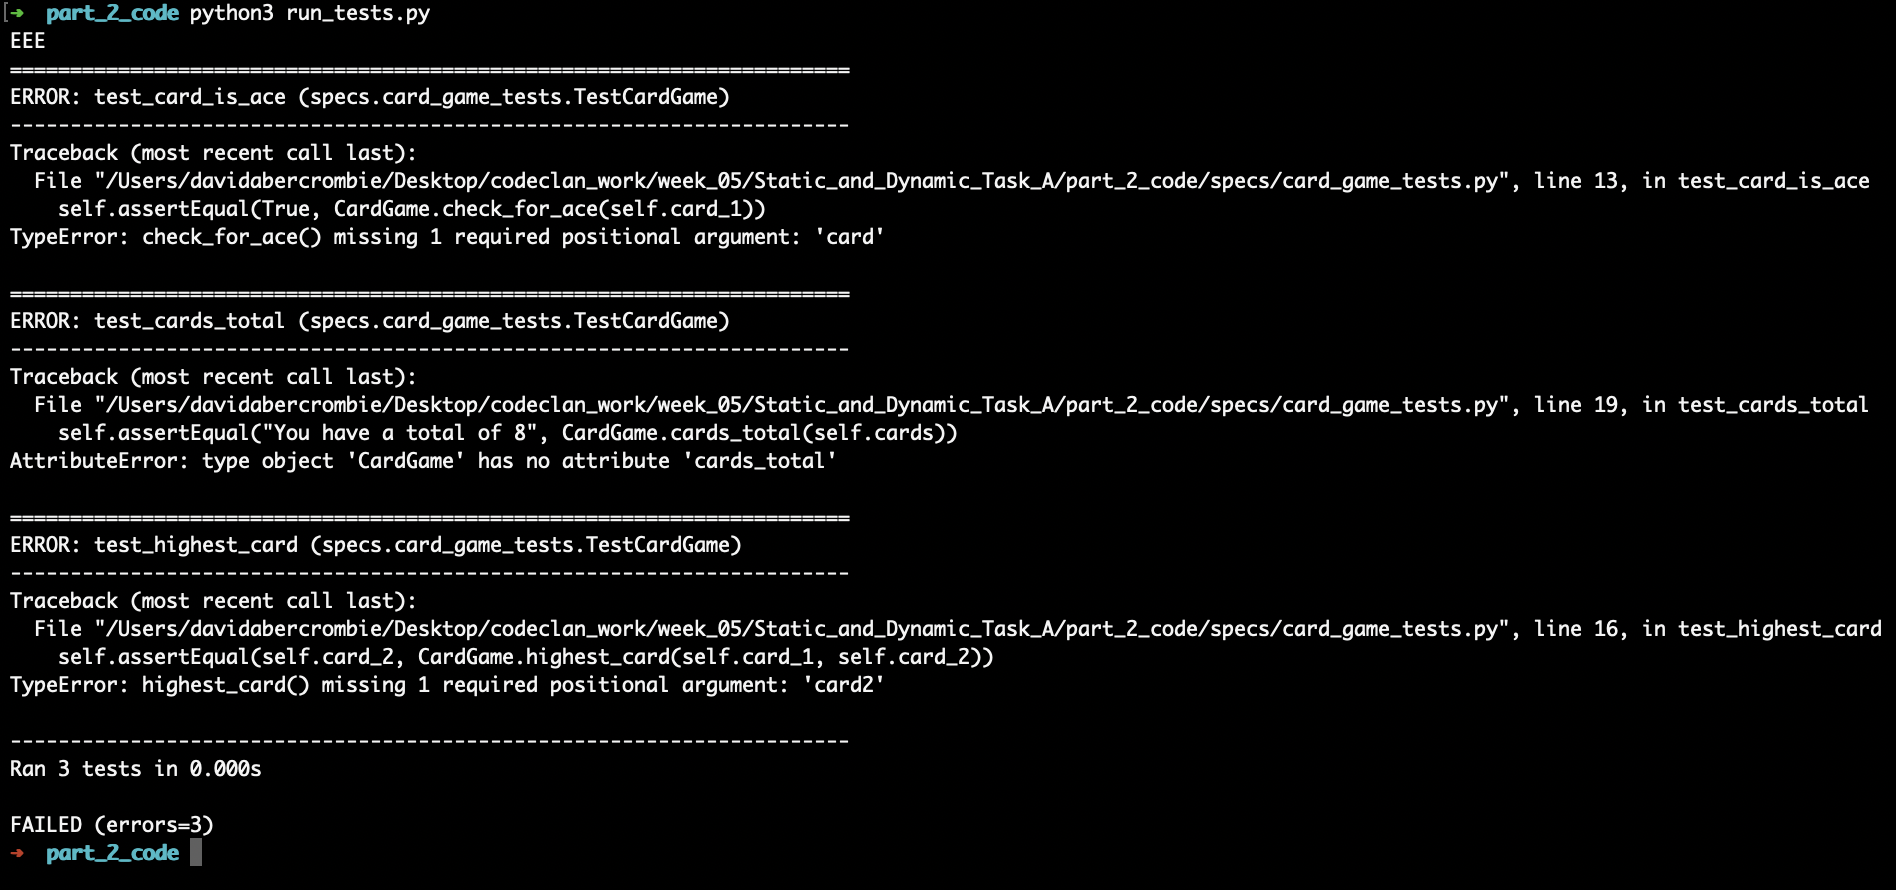 [➜  part_2_code python3 run_tests.py
EEE
======================================================================
ERROR: test_card_is_ace (specs.card_game_tests.TestCardGame)
----------------------------------------------------------------------
Traceback (most recent call last):
  File "/Users/davidabercrombie/Desktop/codeclan_work/week_05/Static_and_Dynamic_Task_A/part_2_code/specs/card_game_tests.py", line 13, in test_card_is_ace
    self.assertEqual(True, CardGame.check_for_ace(self.card_1))
TypeError: check_for_ace() missing 1 required positional argument: 'card'

======================================================================
ERROR: test_cards_total (specs.card_game_tests.TestCardGame)
----------------------------------------------------------------------
Traceback (most recent call last):
  File "/Users/davidabercrombie/Desktop/codeclan_work/week_05/Static_and_Dynamic_Task_A/part_2_code/specs/card_game_tests.py", line 19, in test_cards_total
    self.assertEqual("You have a total of 8", CardGame.cards_total(self.cards))
AttributeError: type object 'CardGame' has no attribute 'cards_total'

======================================================================
ERROR: test_highest_card (specs.card_game_tests.TestCardGame)
----------------------------------------------------------------------
Traceback (most recent call last):
  File "/Users/davidabercrombie/Desktop/codeclan_work/week_05/Static_and_Dynamic_Task_A/part_2_code/specs/card_game_tests.py", line 16, in test_highest_card
    self.assertEqual(self.card_2, CardGame.highest_card(self.card_1, self.card_2))
TypeError: highest_card() missing 1 required positional argument: 'card2'

----------------------------------------------------------------------
Ran 3 tests in 0.000s

FAILED (errors=3)
➜  part_2_code